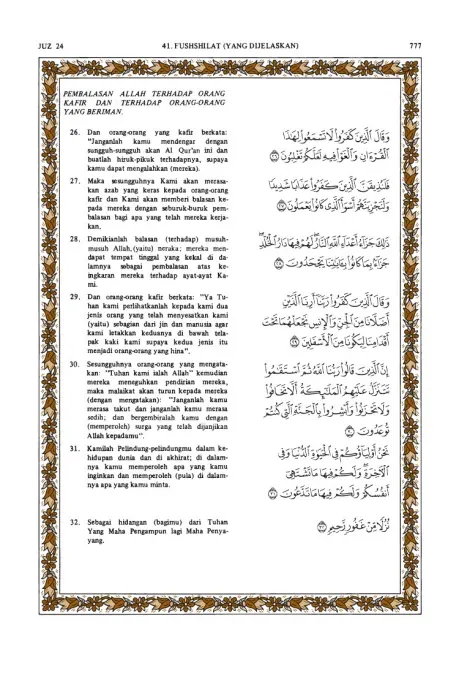 JUZ 24 41. FUSHSHILAT (YANG DIJELASKAN) 777
PEMBALASAN ALLAH TERHADAP ORANG
KAFIR DAN TERHADAP ORANG-ORANG
YANG BERIMAN.
26. Dan orang-orang yang kafir berkata:
"Janganlah kamu mendengar dengan
sungguh-sungguh akan Al Qur'an ini dan
buatlah hiruk-pikuk terhadapnya, supaya
kamu dapat mengalahkan (mereka).
27. Maka sesungguhnya Kami akan merasa-
kan azab yang keras kepada orang-orang
kafir dan Kami akan memberi balasan ke-
pada mereka dengan seburuk-buruk pem-
balasan bagi apa yang telah mereka kerja-
kan.
28. Demikianlah balasan (terhadap) musuh-
musuh Allah, (yaitu) neraka; mereka men-
dapat tempat tinggal yang kekal di da-
lamnya sebagai pembalasan atas ke-
ingkaran mereka terhadap ayat-ayat Ka-
mi.
29. Dan orang-orang kafir berkata: "Ya Tu-
han kami perlihatkanlah kepada kami dua
jenis orang yang telah menyesatkan kami
(yaitu) sebagian dari jin dan manusia agar
kami letakkan keduanya di bawah tela-
pak kaki kami supaya kedua jenis itu
menjadi orang-orang yang hina".
30. Sesungguhnya orang-orang yang mengata-
kan: "Tuhan kami ialah Allah" kemudian
mereka meneguhkan pendirian mereka,
maka malaikat akan turun kepada mereka
(dengan mengatakan): "Janganlah kamu
merasa takut dan janganlah kamu merasa
sedih; dan bergembiralah kamu dengan
(memperoleh) surga yang telah dijanjikan
Allah kepadamu".
31. Kamilah Pelindung-pelindungmu dalam ke-
hidupan dunia dan di akhirat; di dalam-
nya kamu memperoleh apa yang kamu
inginkan dan memperoleh (pula) di dalam-
nya apa yang kamu minta.
32. Sebagai hidangan (bagimu) dari Tuhan
Yang Maha Pengampun lagi Maha Penya-
yang.
وَقَالَ الَّذِينَ كَفَرُوا لَا تَسْمَعُوا لِهَٰذَا
الْقُرْءَانِ وَالْغَوْا فِيهِ لَعَلَّكُمْ تَغْلِبُونَ ٢٦
فَلَنُذِيقَنَّ الَّذِينَ كَفَرُوا عَذَابًا شَدِيدًا
وَلَنَجْزِيَنَّهُمْ أَسْوَأَ الَّذِي كَانُوا يَعْمَلُونَ ٢٧
ذَٰلِكَ جَزَاءُ أَعْدَاءِ اللَّهِ النَّارُ لَهُمْ فِيهَا دَارُ الْخُلْدِ
جَزَاءً بِمَا كَانُوا بِآيَاتِنَا يَجْحَدُونَ ٢٨
وَقَالَ الَّذِينَ كَفَرُوا رَبَّنَا أَرِنَا الَّذَيْنِ
أَضَلَّانَا مِنَ الْجِنِّ وَالْإِنسِ نَجْعَلْهُمَا تَحْتَ
أَقْدَامِنَا لِيَكُونَا مِنَ الْأَسْفَلِينَ ٢٩
إِنَّ الَّذِينَ قَالُوا رَبُّنَا اللَّهُ ثُمَّ اسْتَقَامُوا
تَتَنَزَّلُ عَلَيْهِمُ الْمَلَائِكَةُ أَلَّا تَخَافُوا
وَلَا تَحْزَنُوا وَأَبْشِرُوا بِالْجَنَّةِ الَّتِي كُنتُمْ
تُوعَدُونَ ٣٠
نَحْنُ أَوْلِيَاؤُكُمْ فِي الْحَيَاةِ الدُّنْيَا وَفِي
الْآخِرَةِ وَلَكُمْ فِيهَا مَا تَشْتَهِي
أَنفُسُكُمْ وَلَكُمْ فِيهَا مَا تَدَّعُونَ ٣١
نُزُلًا مِّنْ غَفُورٍ رَّحِيمٍ ٣٢